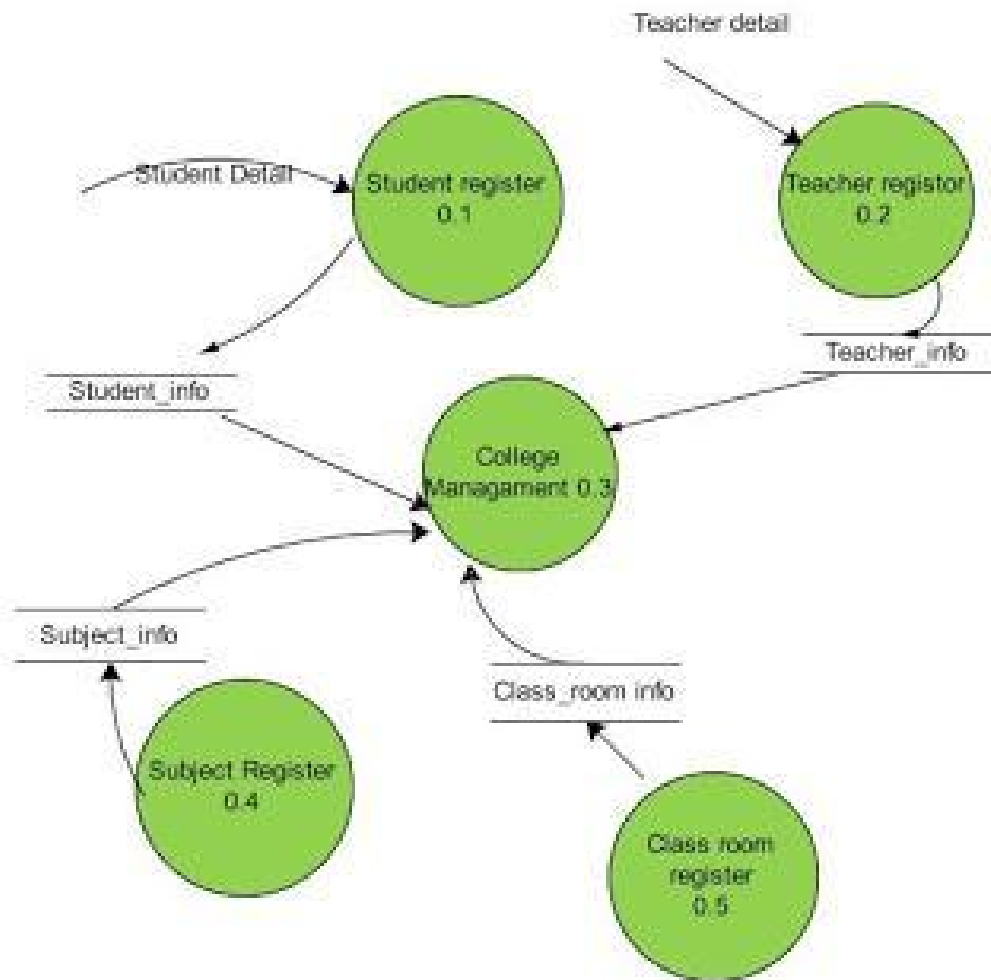 Teacher detail
Student Detail
Student register
0.1
Teacher registor
0.2
Teacher_info
Student_info
College
Managament 0.3
Subject_info
Class_room info
Subject Register
0.4
Class room
register
0.5